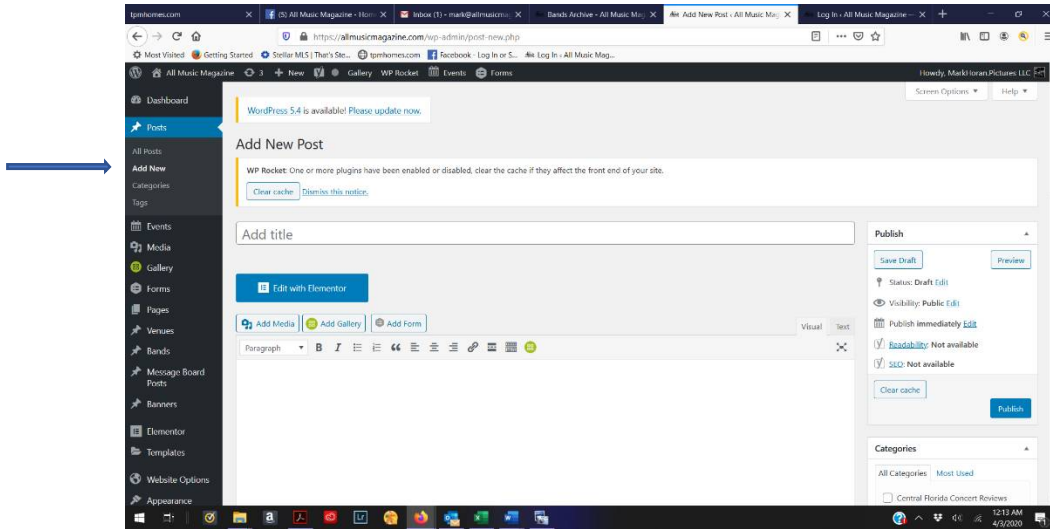 tpmhomes.com
(5) All Music Magazine - Hom
Inbox (1) - mark@allmusicma
Bands Archive - All Music Mag
Add New Post ‹ All Music Mag
Log In ‹ All Music Magazine —
https://allmusicmagazine.com/wp-admin/post-new.php
Most Visited Getting Started Stellar MLS | That's Ste... tpmhomes.com Facebook - Log In or S... Log In ‹ All Music Mag...
All Music Magazine 3 + New Gallery WP Rocket Events Forms Howdy, MarkHoran.Pictures LLC
Screen Options Help
Dashboard
WordPress 5.4 is available! Please update now.
Posts
All Posts
Add New
Categories
Tags
Events
Media
Gallery
Forms
Pages
Venues
Bands
Message Board
Posts
Banners
Elementor
Templates
Website Options
Appearance
Add New Post
WP Rocket: One or more plugins have been enabled or disabled, clear the cache if they affect the front end of your site.
Clear cache Dismiss this notice.
Add title
Edit with Elementor
Add Media Add Gallery Add Form
Visual Text
Paragraph B I
Publish
Save Draft Preview
Status: Draft Edit
Visibility: Public Edit
Publish immediately Edit
Readability: Not available
SEO: Not available
Clear cache
Publish
Categories
All Categories Most Used
Central Florida Concert Reviews
12:13 AM
4/3/2020